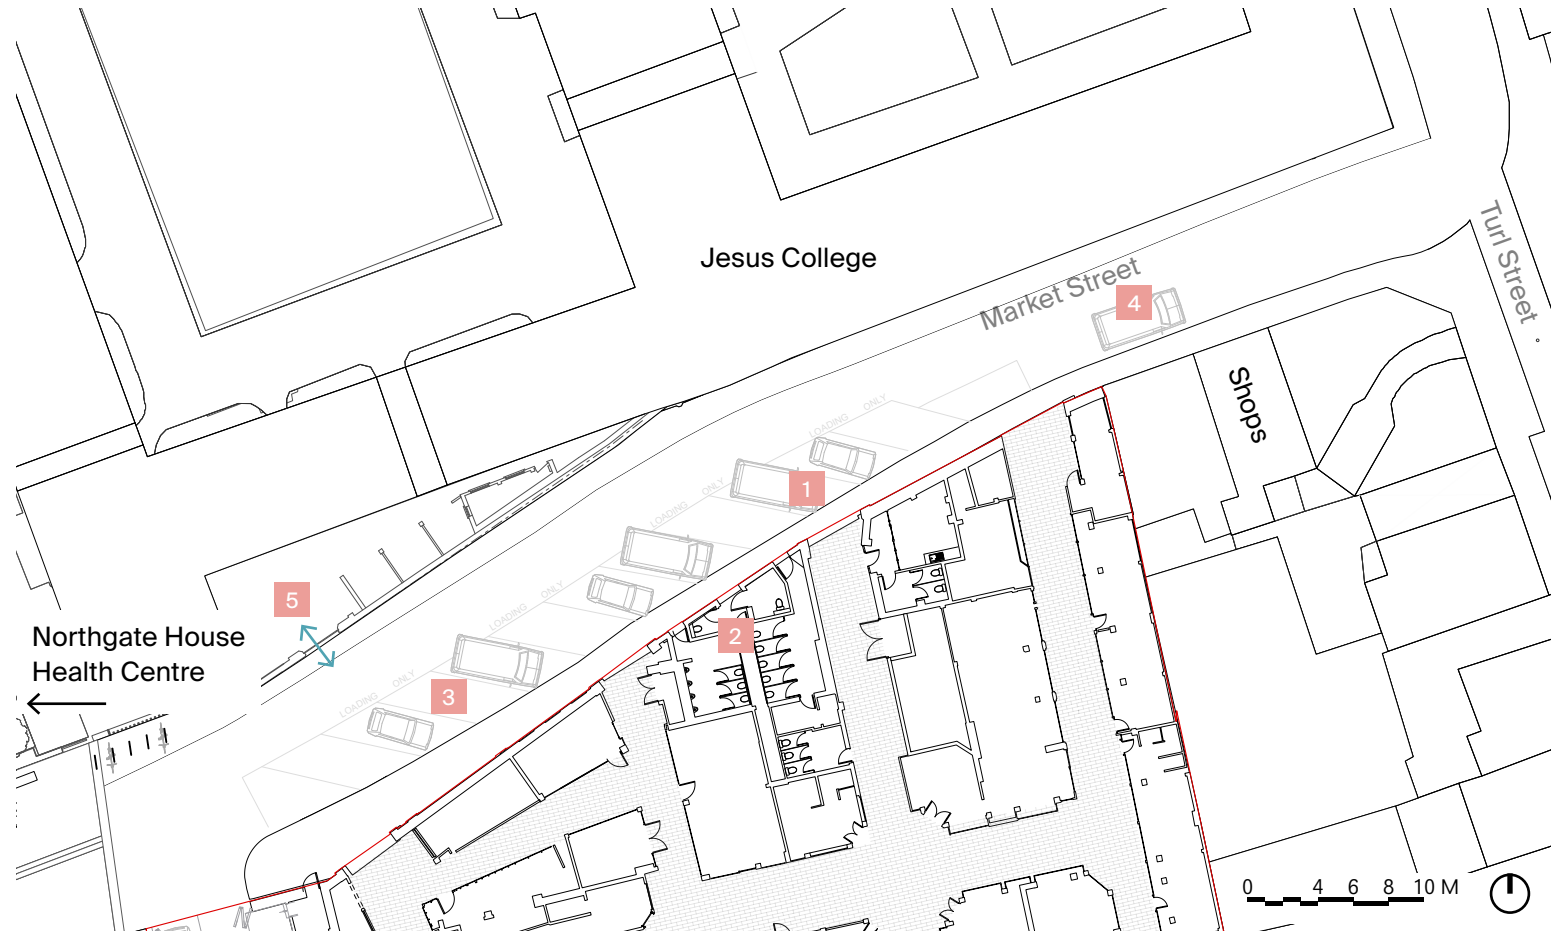 Jesus College
Market Street
Turl Street
4
Shops
LOADING ONLY
1
LOADING ONLY
5
LOADING ONLY
2
Northgate House
Health Centre
3
LOADING ONLY
0 4 6 8 10 M